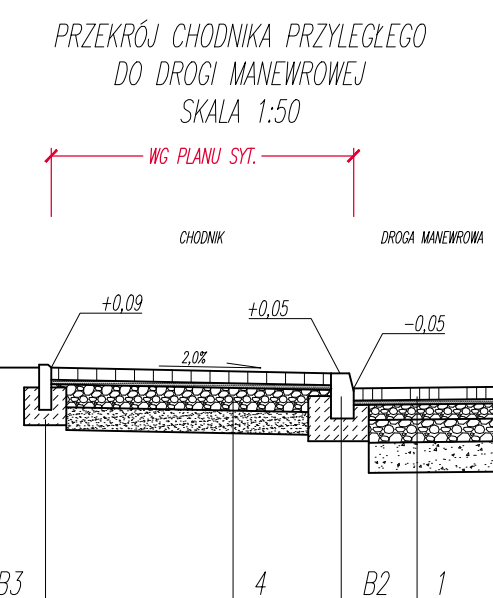 PRZEKRÓJ CHODNIKA PRZYLEGŁEGO
DO DROGI MANEWROWEJ
SKALA 1:50
WG PLANU SYT.
CHODNIK
DROGA MANEWROWA
+0,09
+0,05
-0,05
2,0%
B3
4
B2
1